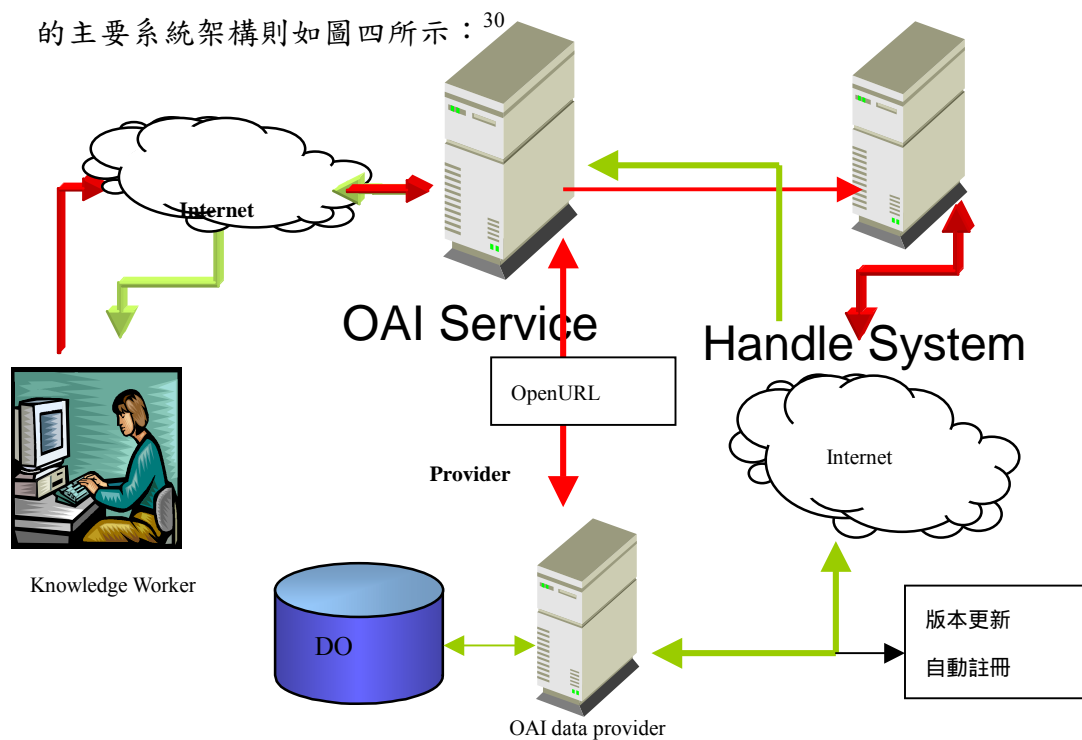 的主要系統架構則如圖四所示：30
Internet
OAI Service
Handle System
OpenURL
Provider
Internet
Knowledge Worker
DO
版本更新
自動註冊
OAI data provider